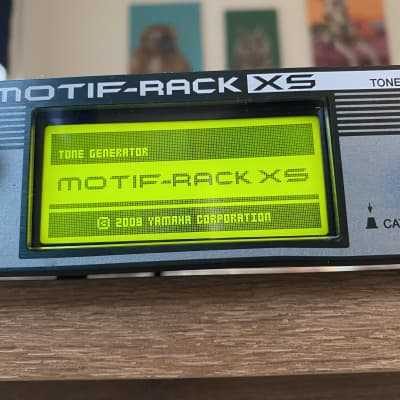 MOTIF-RACK XS
TONE
TONE GENERATOR
MOTIF-RACK XS
© 2008 YAMAHA CORPORATION
CA